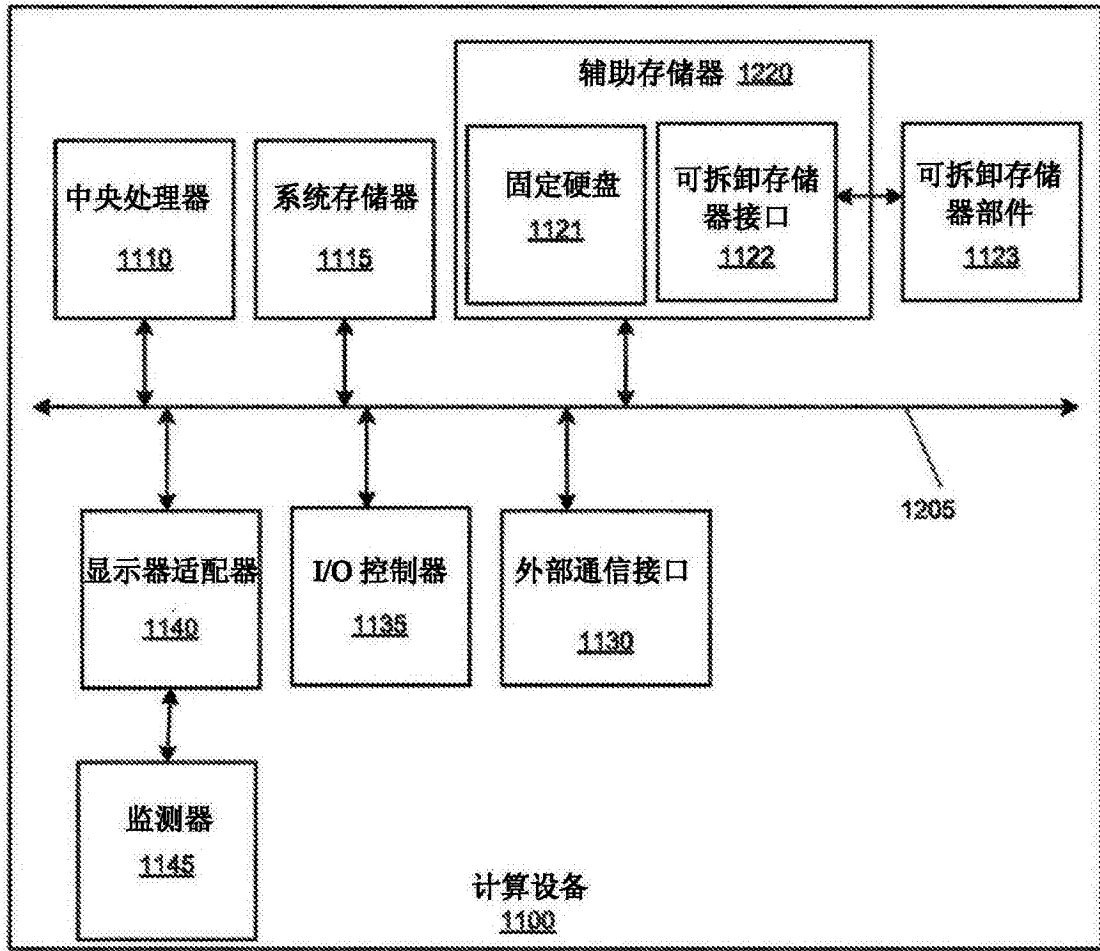 辅助存储器 1220
中央处理器
1110
系统存储器
1115
固定硬盘
1121
可拆卸存储
器接口
1122
可拆卸存储
器部件
1123
1205
显示器适配器
1140
I/O 控制器
1135
外部通信接口
1130
监测器
1145
计算设备
1100